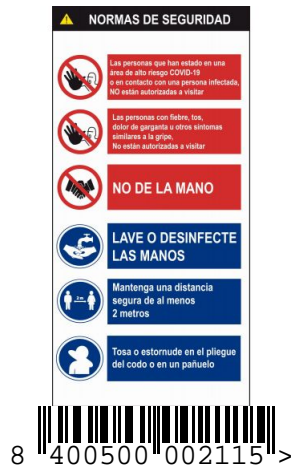 NORMAS DE SEGURIDAD
Las personas que han estado en una
área de alto riesgo COVID-19
o en contacto con una persona infectada,
NO están autorizadas a visitar
Las personas con fiebre, tos,
dolor de garganta u otros síntomas
similares a la gripe,
No están autorizadas a visitar
NO DE LA MANO
LAVE O DESINFECTE
LAS MANOS
Mantenga una distancia
segura de al menos
2 metros
Tosa o estornude en el pliegue
del codo o en un pañuelo
8 400500 002115 >